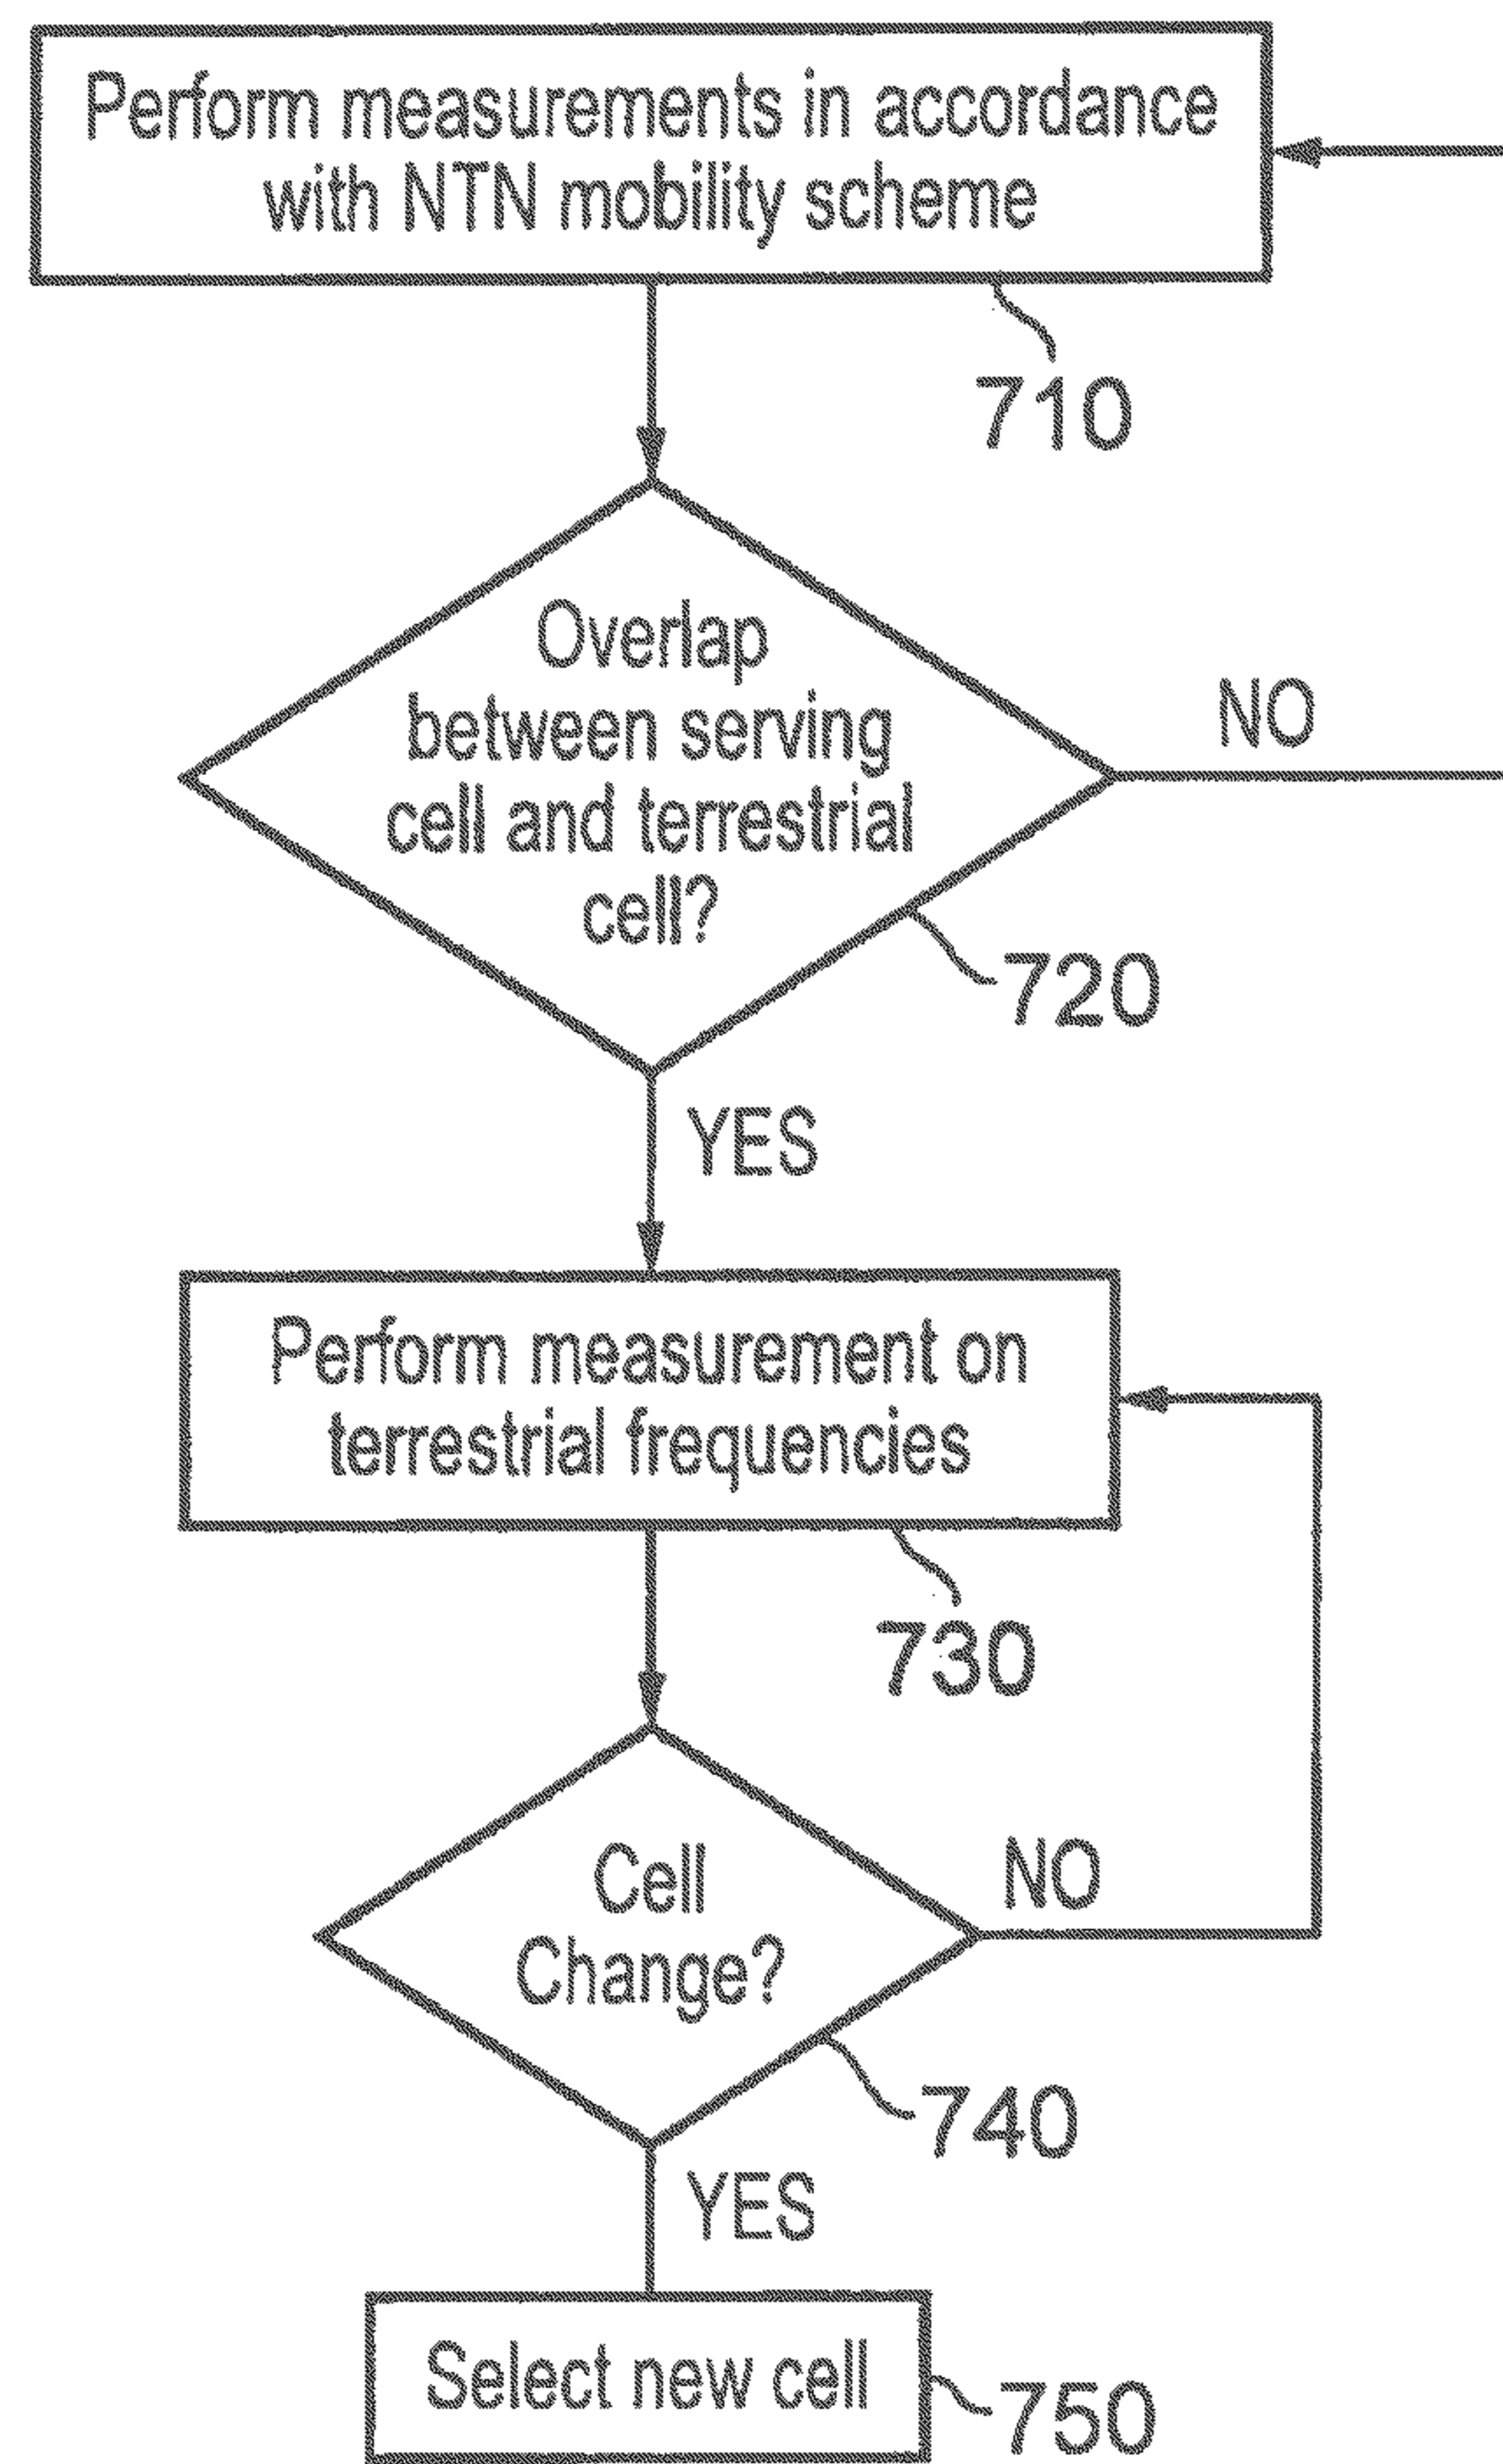 Perform measurements in accordance
with NTN mobility scheme
710
Overlap
between serving
cell and terrestrial
cell?
NO
720
YES
Perform measurement on
terrestrial frequencies
730
Cell
Change?
NO
740
YES
Select new cell
750